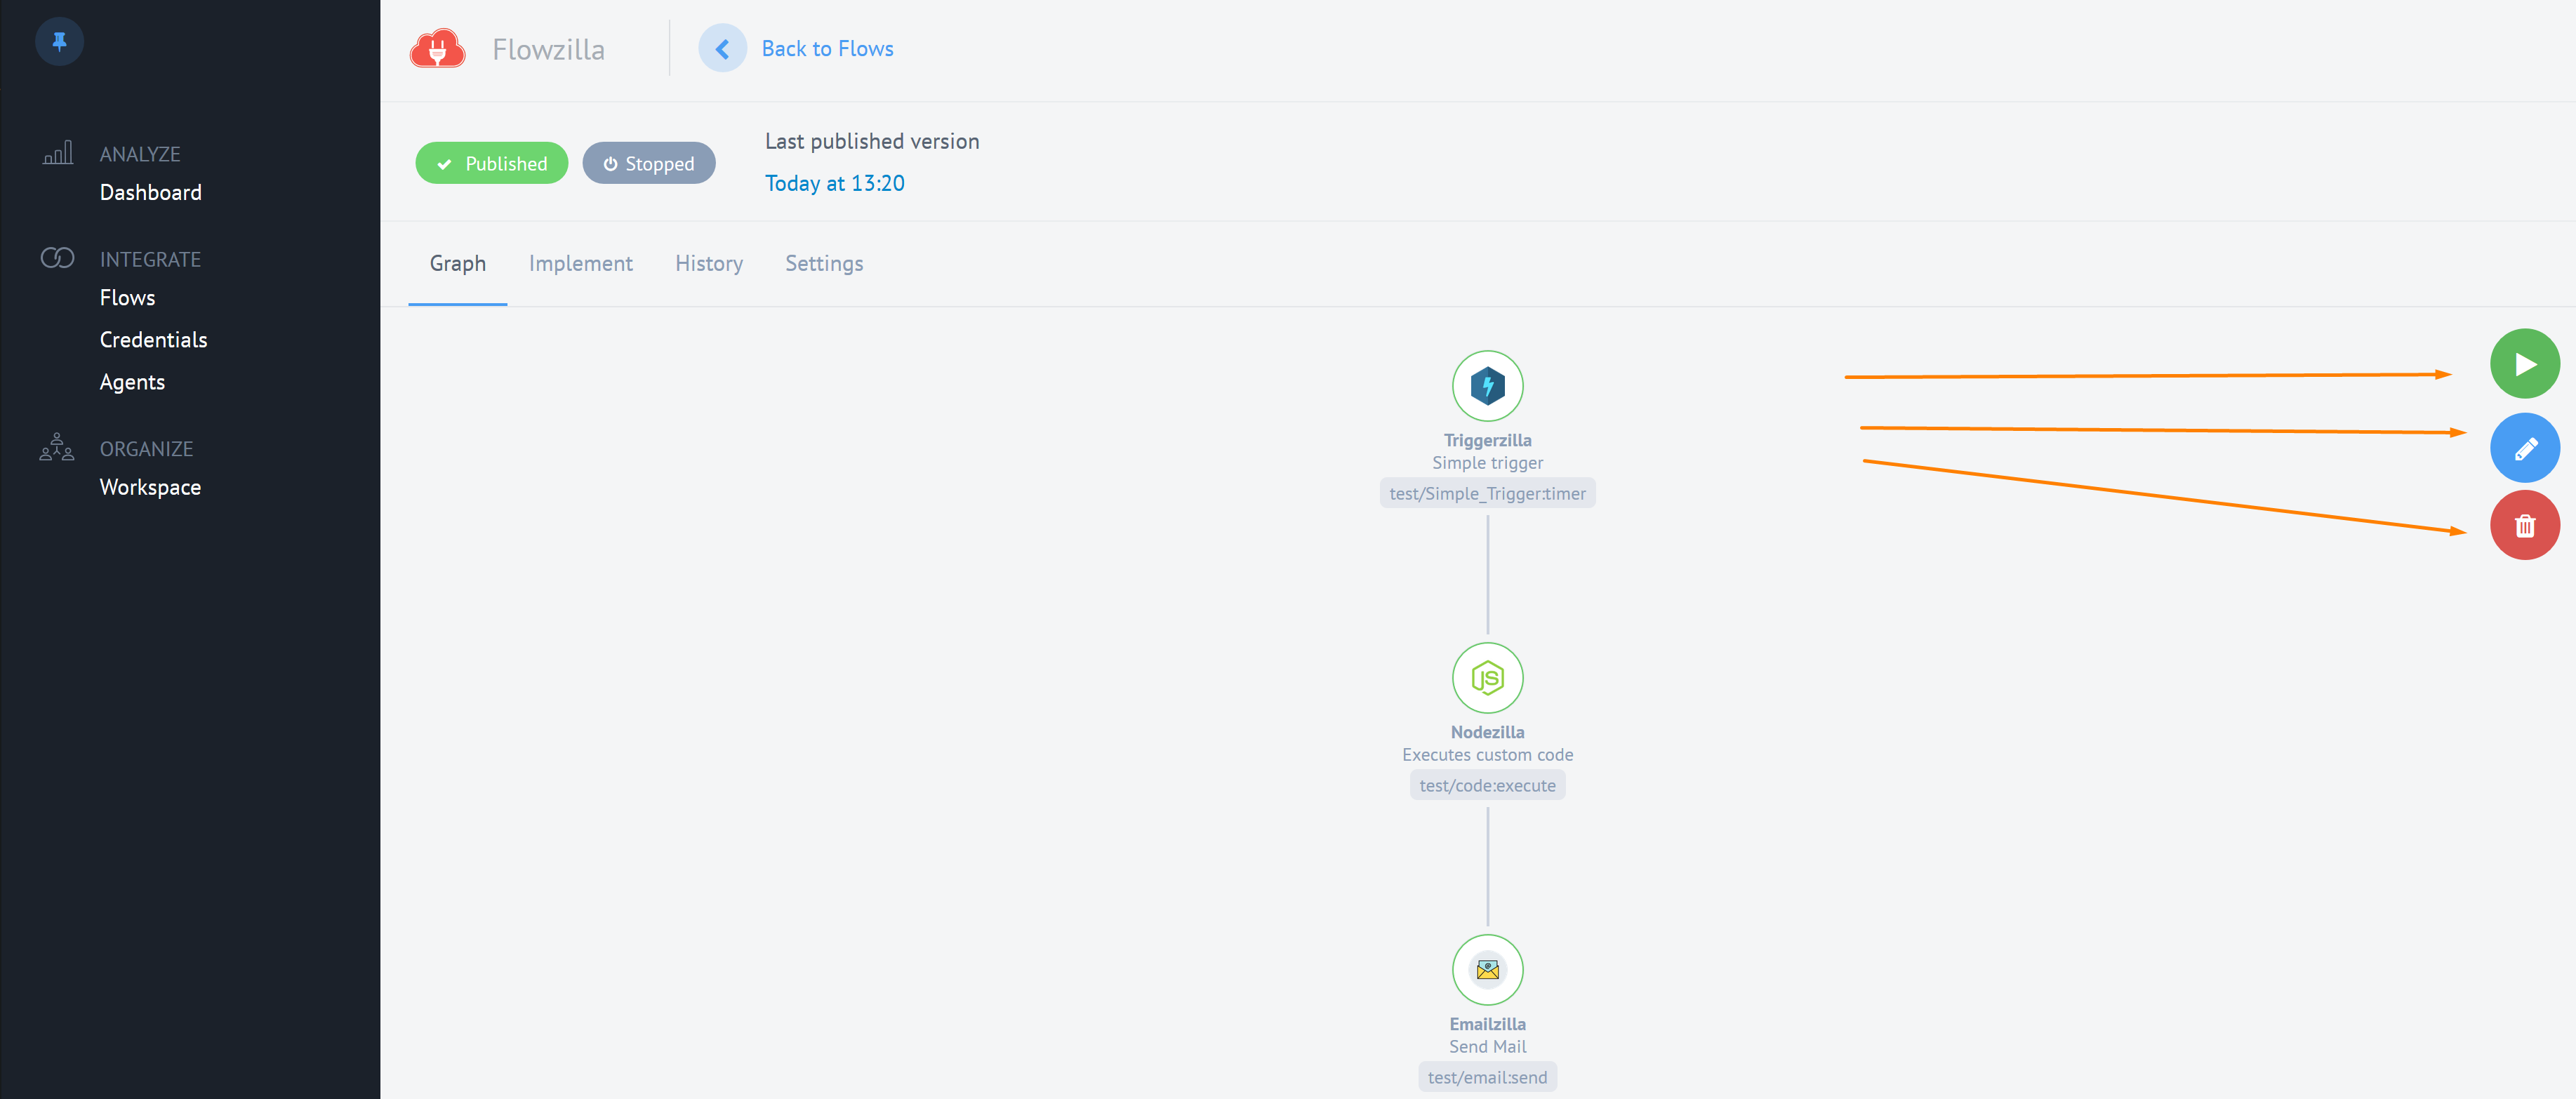 Flowzilla
Back to Flows
ANALYZE
Dashboard
INTEGRATE
Flows
Credentials
Agents
ORGANIZE
Workspace
Published
Stopped
Last published version
Today at 13:20
Graph Implement History Settings
Triggerzilla
Simple trigger
test/Simple_Trigger:timer
JS
Nodezilla
Executes custom code
test/code:execute
Emailzilla
Send Mail
test/email:send